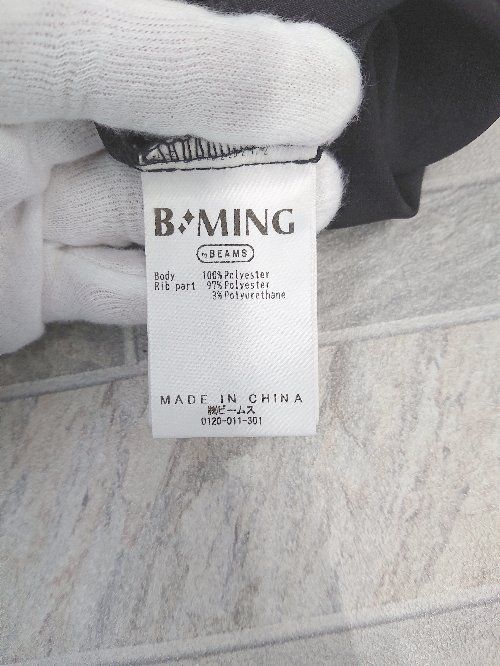 B:MING
by BEAMS
Body 100% Polyester
Rib part 97% Polyester
3% Polyurethane
MADE IN CHINA
㈱ビームス
0120-011-301